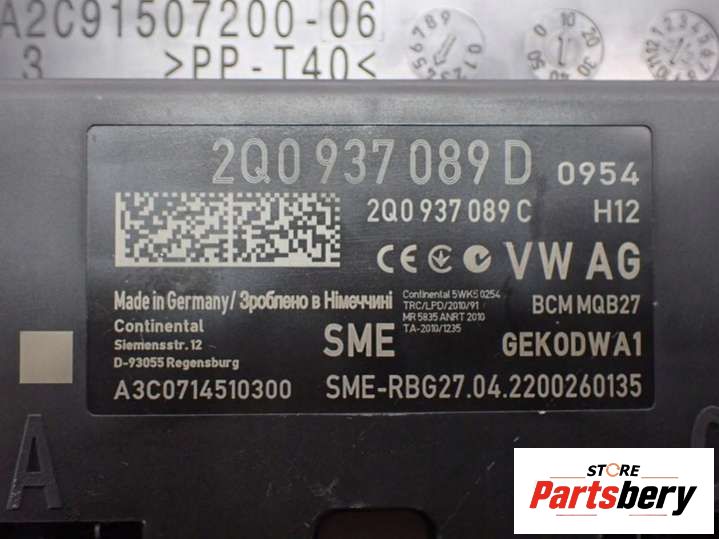 A2C91507200-06
3 >PP-T40<
2Q0 937 089 D 0954
2Q0 937 089 C H12
VW AG
Made in Germany/ Зроблено в Німеччині
Continental
Siemensstr. 12
D-93055 Regensburg
Continental 5WK5 0254
TRC/LPD/2010/91
MR 5835 ANRT 2010
TA-2010/1235
BCM MQB27
SME GEKODWA1
A3C0714510300 SME-RBG27.04.2200260135
A
STORE
Partsbery